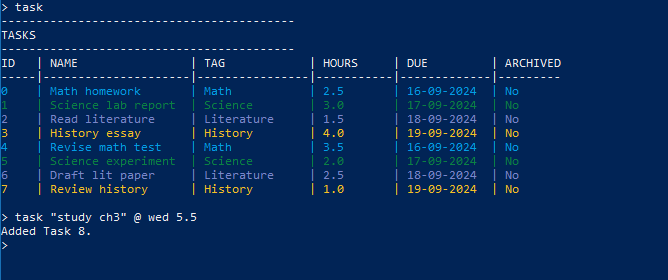 > task
------------------------------------------
TASKS
------------------------------------------
ID   | NAME                | TAG            | HOURS     | DUE         | ARCHIVED
-----|---------------------|----------------|-----------|-------------|---------
0    | Math homework       | Math           | 2.5       | 16-09-2024  | No
1    | Science lab report  | Science        | 3.0       | 17-09-2024  | No
2    | Read literature     | Literature     | 1.5       | 18-09-2024  | No
3    | History essay       | History        | 4.0       | 19-09-2024  | No
4    | Revise math test    | Math           | 3.5       | 16-09-2024  | No
5    | Science experiment  | Science        | 2.0       | 17-09-2024  | No
6    | Draft lit paper     | Literature     | 2.5       | 18-09-2024  | No
7    | Review history      | History        | 1.0       | 19-09-2024  | No
> task "study ch3" @ wed 5.5
Added Task 8.
>